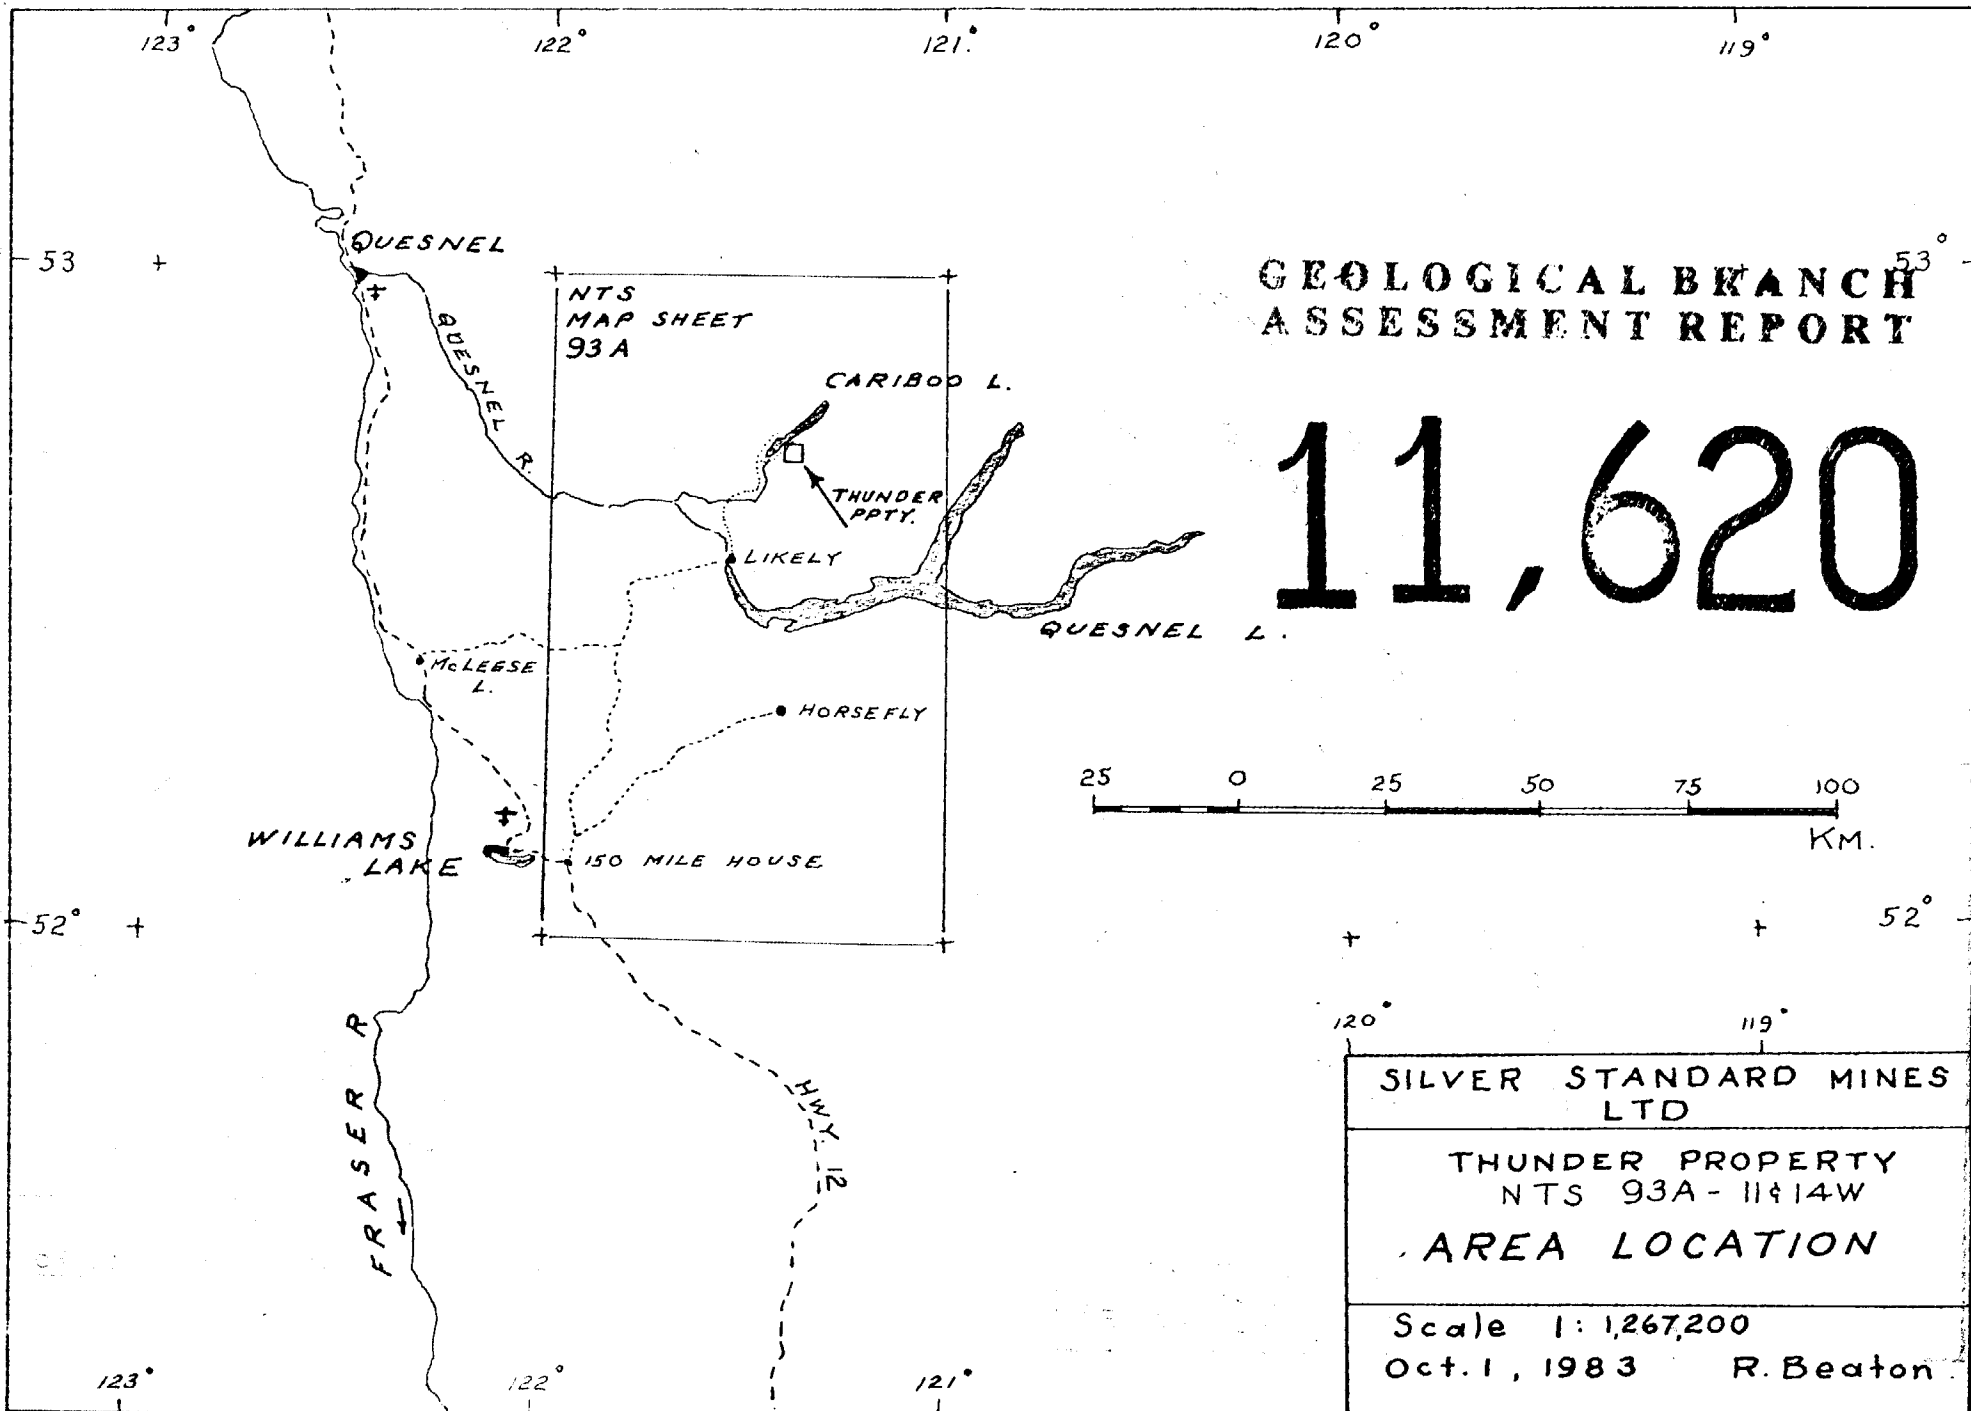 123° 122° 121° 120° 119°
QUESNEL
53
53°
GEOLOGICAL BRANCH
ASSESSMENT REPORT
NTS
MAP SHEET
93 A
QUESNEL R.
CARIBOO L.
11,620
THUNDER
PPTY.
LIKELY
QUESNEL L.
McLEESE
L.
HORSEFLY
25 0 25 50 75 100
KM.
WILLIAMS
LAKE
150 MILE HOUSE
52°
52°
120° 119°
FRASER R
HWY. 12
SILVER STANDARD MINES
LTD
THUNDER PROPERTY
NTS 93A - 11&14W
AREA LOCATION
Scale 1: 1,267,200
Oct. 1, 1983 R. Beaton
123° 122° 121°